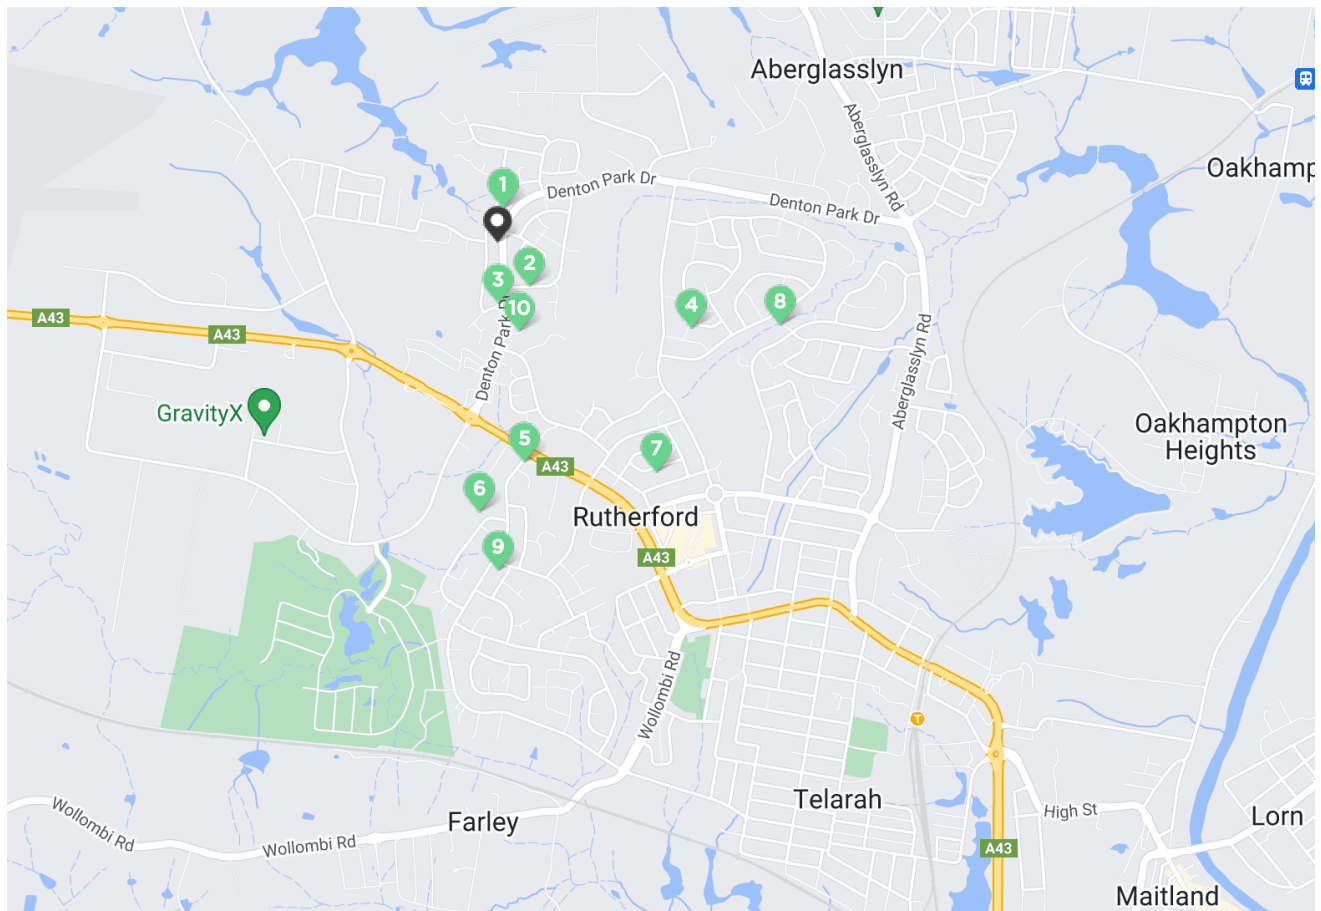 Aberglasslyn
Aberglasslyn Rd
Oakhamp
1
Denton Park Dr
Denton Park Dr
2
3
10
4
8
A43
A43
Denton Park Dr
Aberglasslyn Rd
GravityX
5
A43
7
Oakhampton
Heights
6
Rutherford
9
A43
Wollombi Rd
T
Telarah
Wollombi Rd
Farley
Wollombi Rd
High St
Lorn
A43
Maitland